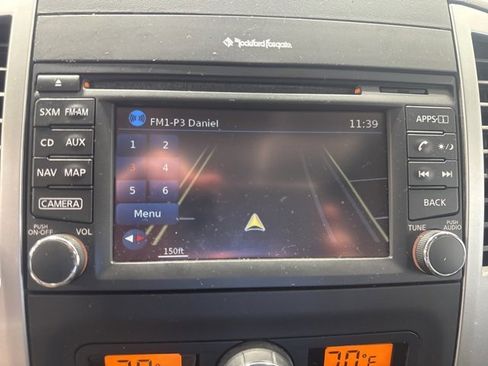 Rockford Fosgate
SXM FM-AM
CD AUX
NAV MAP
CAMERA
PUSH
ON-OFF VOL
FM1-P3 Daniel 11:39
1 2
3 4
5 6
Menu
150ft
APPS
BACK
TUNE PUSH
AUDIO
70°F